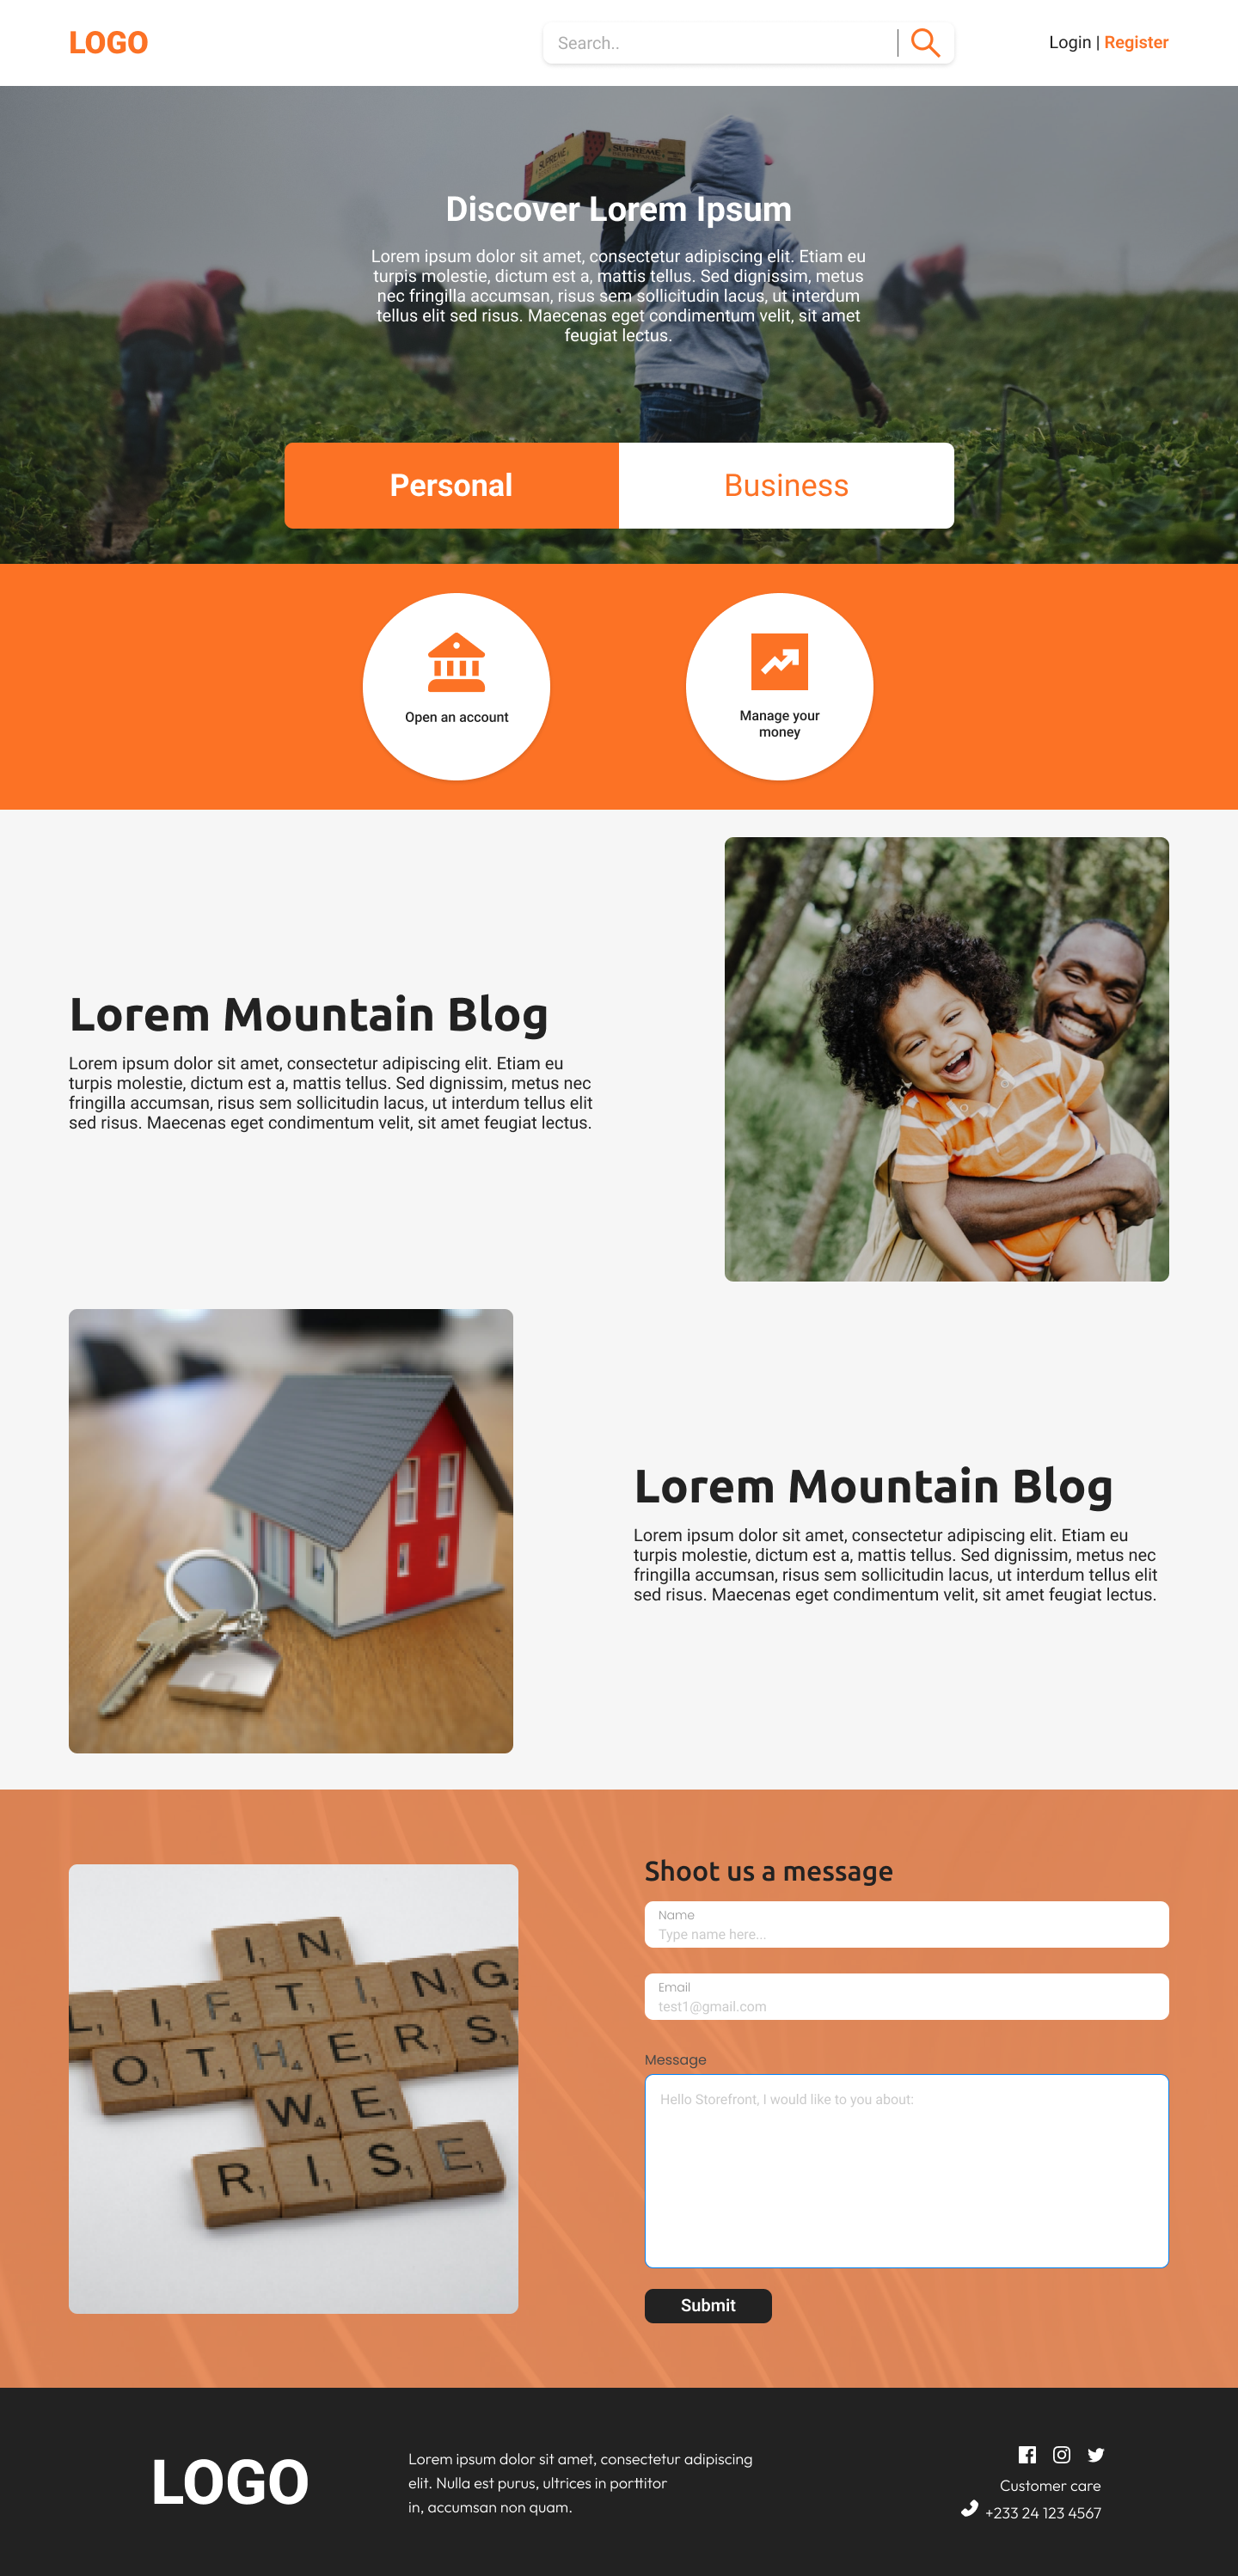 LOGO
Search..
Login | Register
SUPREME
SUPREME
Discover Lorem Ipsum
Lorem ipsum dolor sit amet, consectetur adipiscing elit. Etiam eu
turpis molestie, dictum est a, mattis tellus. Sed dignissim, metus
nec fringilla accumsan, risus sem sollicitudin lacus, ut interdum
tellus elit sed risus. Maecenas eget condimentum velit, sit amet
feugiat lectus.
Personal
Business
Open an account
Manage your
money
Lorem Mountain Blog
Lorem ipsum dolor sit amet, consectetur adipiscing elit. Etiam eu
turpis molestie, dictum est a, mattis tellus. Sed dignissim, metus nec
fringilla accumsan, risus sem sollicitudin lacus, ut interdum tellus elit
sed risus. Maecenas eget condimentum velit, sit amet feugiat lectus.
Lorem Mountain Blog
Lorem ipsum dolor sit amet, consectetur adipiscing elit. Etiam eu
turpis molestie, dictum est a, mattis tellus. Sed dignissim, metus nec
fringilla accumsan, risus sem sollicitudin lacus, ut interdum tellus elit
sed risus. Maecenas eget condimentum velit, sit amet feugiat lectus.
IN
LIFTING
OTHERS
WE
RISE
Shoot us a message
Name
Type name here...
Email
test1@gmail.com
Message
Hello Storefront, I would like to you about:
Submit
LOGO
Lorem ipsum dolor sit amet, consectetur adipiscing
elit. Nulla est purus, ultrices in porttitor
in, accumsan non quam.
Customer care
+233 24 123 4567